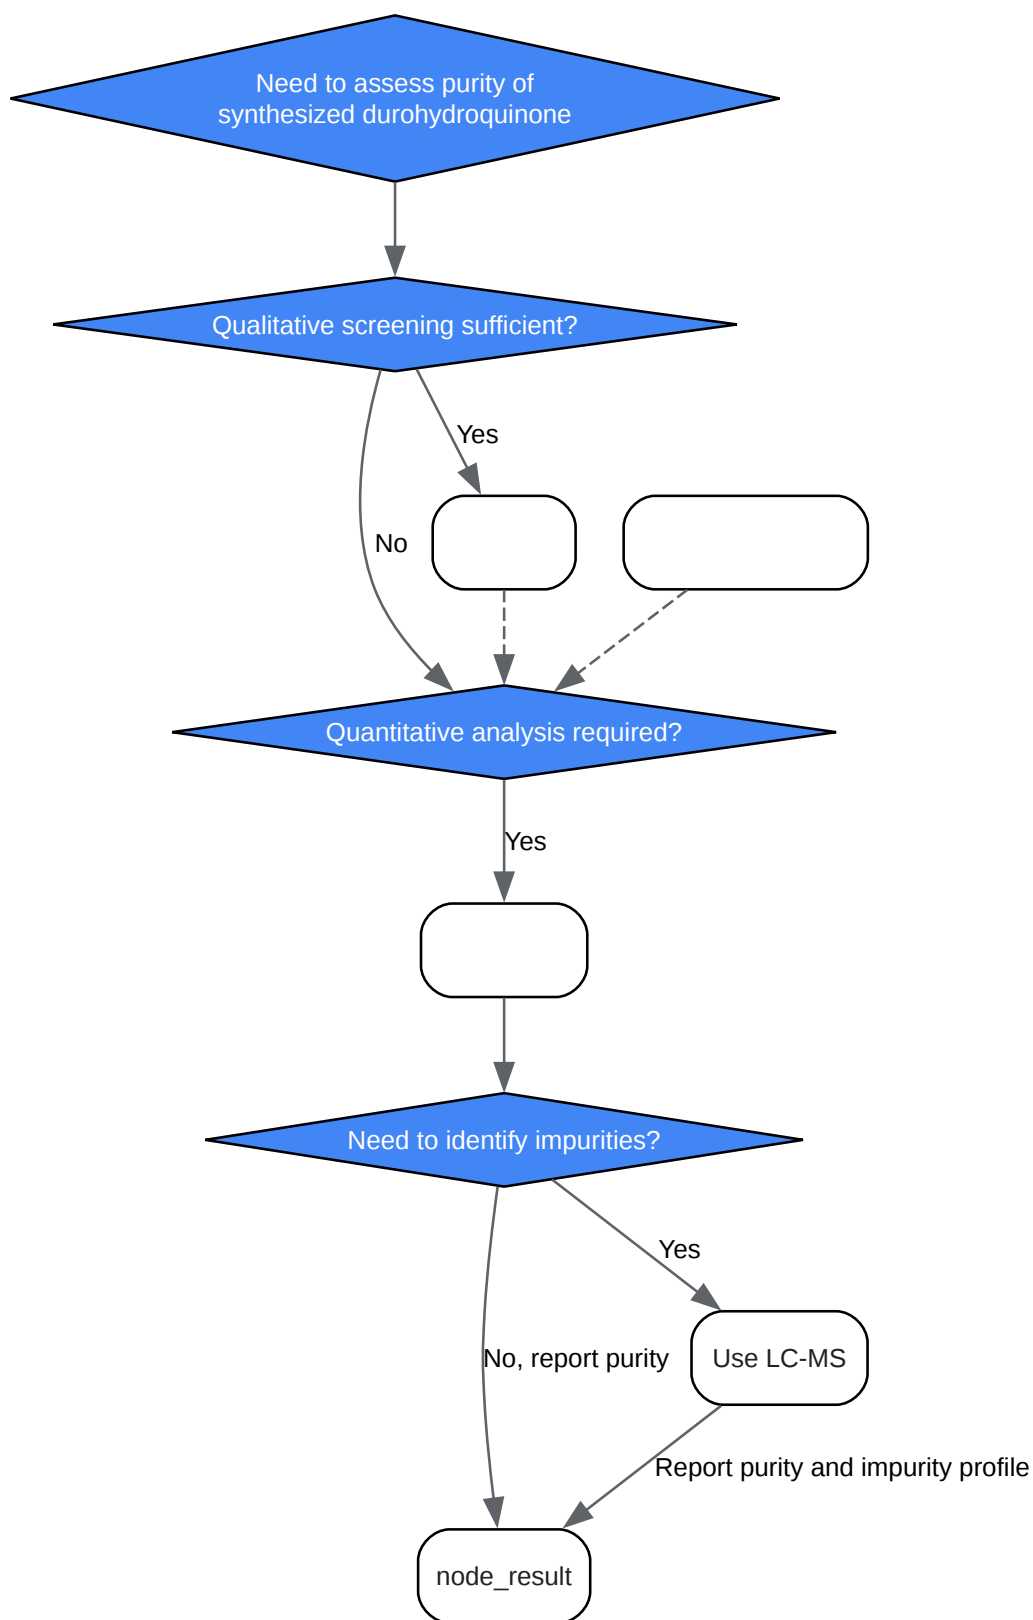 Need to assess purity of
synthesized durohydroquinone
Qualitative screening sufficient?
Yes
No
Quantitative analysis required?
Yes
Need to identify impurities?
Yes
No, report purity
Use LC-MS
Report purity and impurity profile
node_result